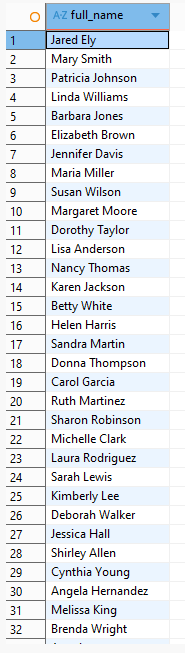 A-Z full_name
1 Jared Ely
2 Mary Smith
3 Patricia Johnson
4 Linda Williams
5 Barbara Jones
6 Elizabeth Brown
7 Jennifer Davis
8 Maria Miller
9 Susan Wilson
10 Margaret Moore
11 Dorothy Taylor
12 Lisa Anderson
13 Nancy Thomas
14 Karen Jackson
15 Betty White
16 Helen Harris
17 Sandra Martin
18 Donna Thompson
19 Carol Garcia
20 Ruth Martinez
21 Sharon Robinson
22 Michelle Clark
23 Laura Rodriguez
24 Sarah Lewis
25 Kimberly Lee
26 Deborah Walker
27 Jessica Hall
28 Shirley Allen
29 Cynthia Young
30 Angela Hernandez
31 Melissa King
32 Brenda Wright